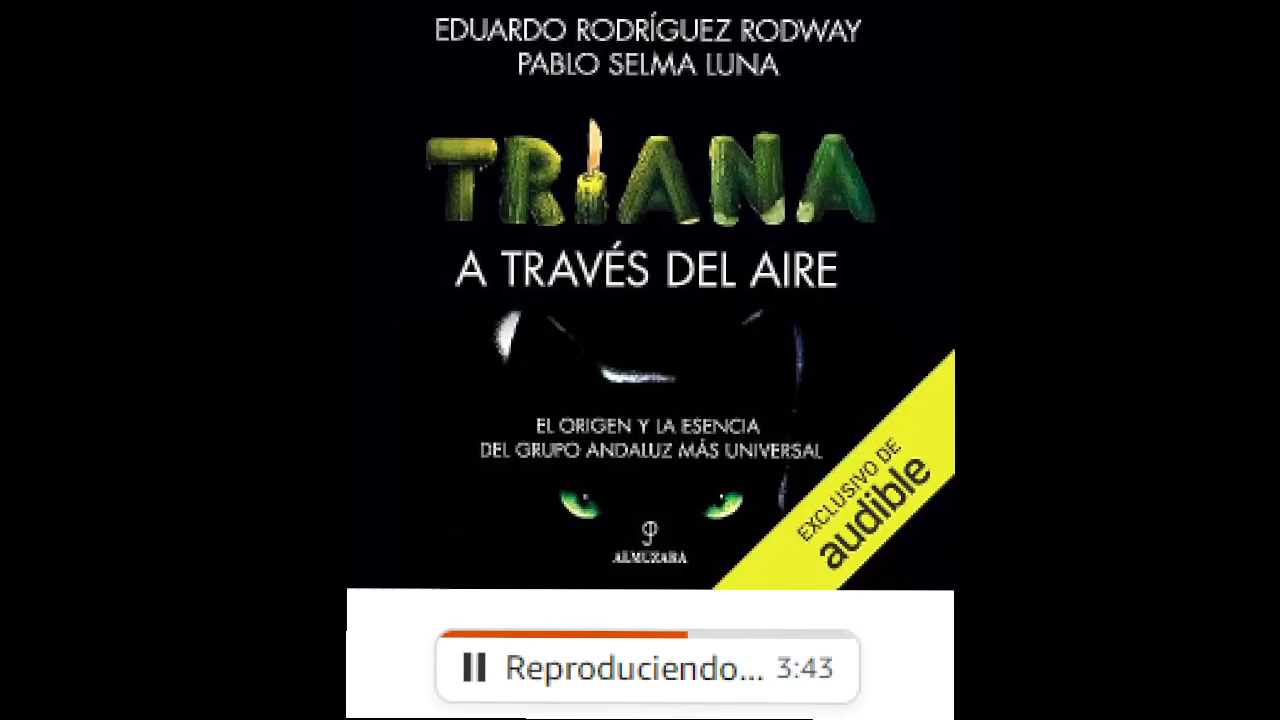 EDUARDO RODRÍGUEZ RODWAY
PABLO SELMA LUNA
TRIANA
A TRAVÉS DEL AIRE
EL ORIGEN Y LA ESENCIA
DEL GRUPO ANDALUZ MÁS UNIVERSAL
ALMUZARA
EXCLUSIVO DE
audible
Reproduciendo... 3:43